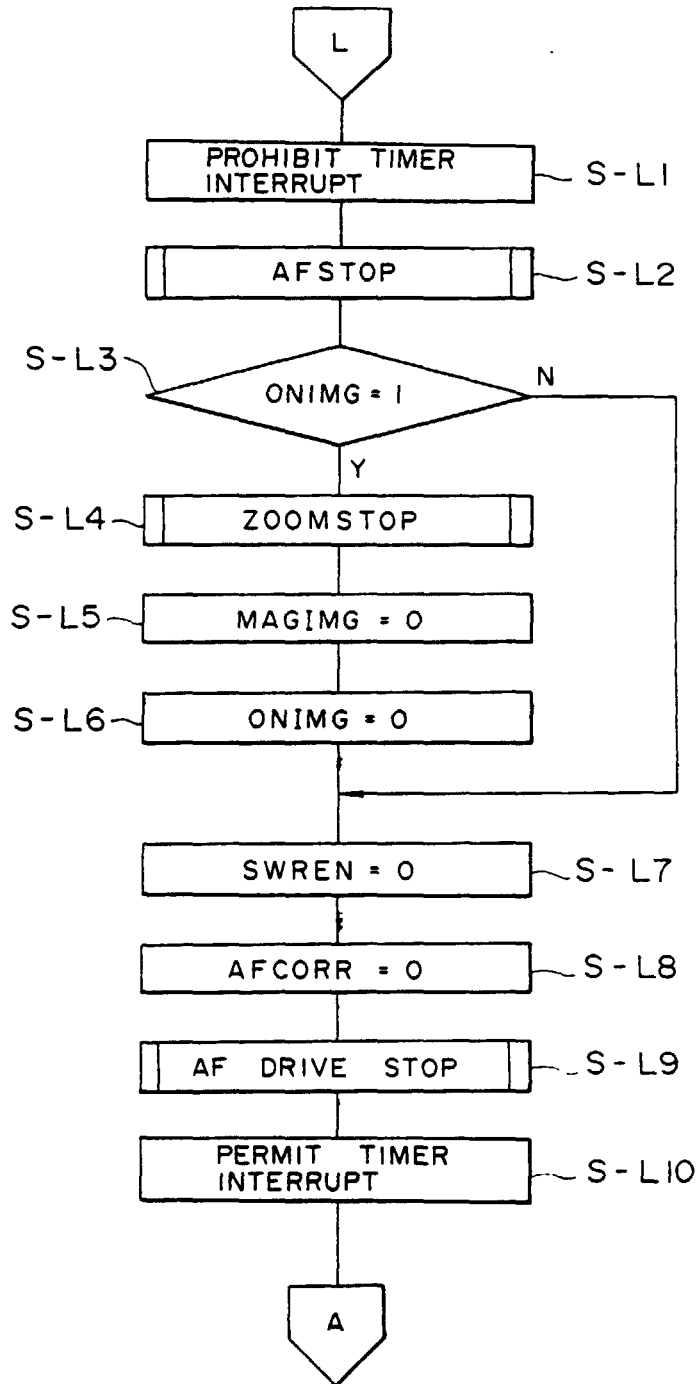 L
PROHIBIT TIMER
INTERRUPT
S-L1
AFSTOP
S-L2
S-L3
ONIMG = 1
N
Y
S-L4
ZOOMSTOP
S-L5
MAGIMG = 0
S-L6
ONIMG = 0
SWREN = 0
S-L7
AFCORR = 0
S-L8
AF DRIVE STOP
S-L9
PERMIT TIMER
INTERRUPT
S-L10
A